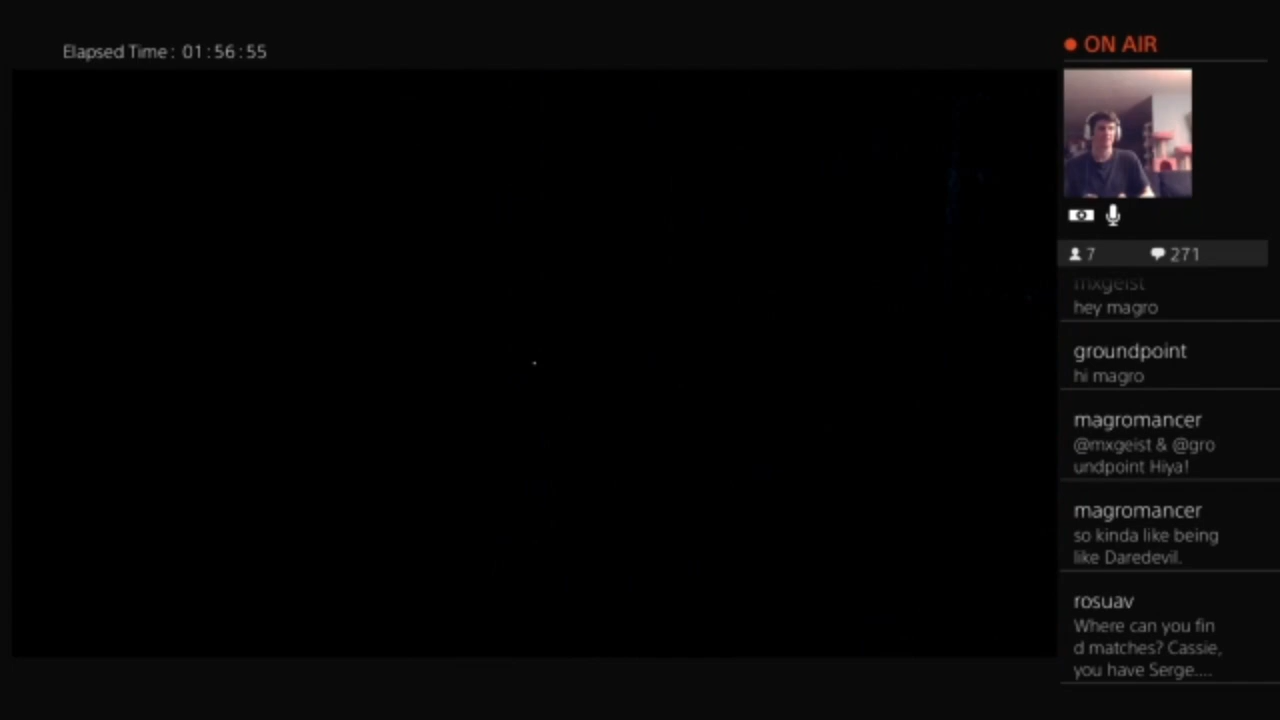 Elapsed Time: 01:56:55
ON AIR
7
271
mxgeist
hey magro
groundpoint
hi magro
magromancer
@mxgeist & @gro
undpoint Hiya!
magromancer
so kinda like being
like Daredevil.
rosuav
Where can you fin
d matches? Cassie,
you have Serge....